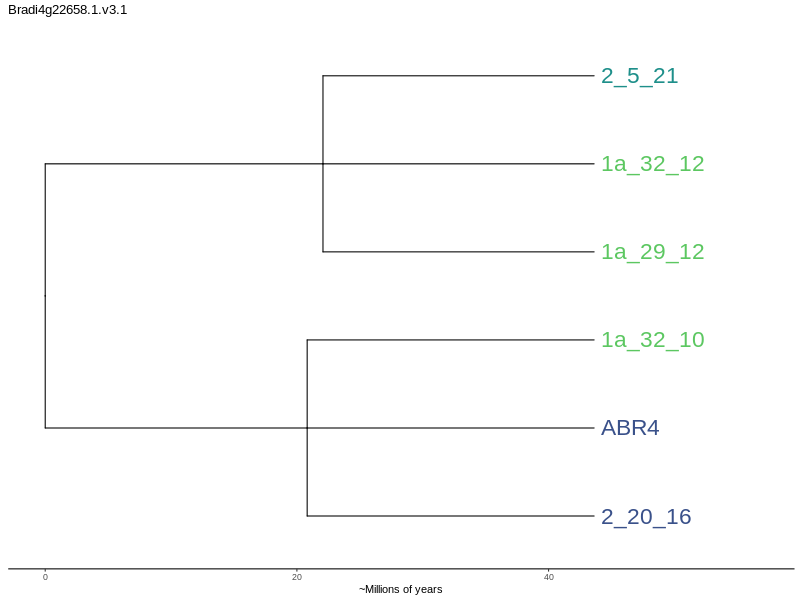 Bradi4g22658.1.v3.1
2_5_21
1a_32_12
1a_29_12
1a_32_10
ABR4
2_20_16
0 20 40
~Millions of years